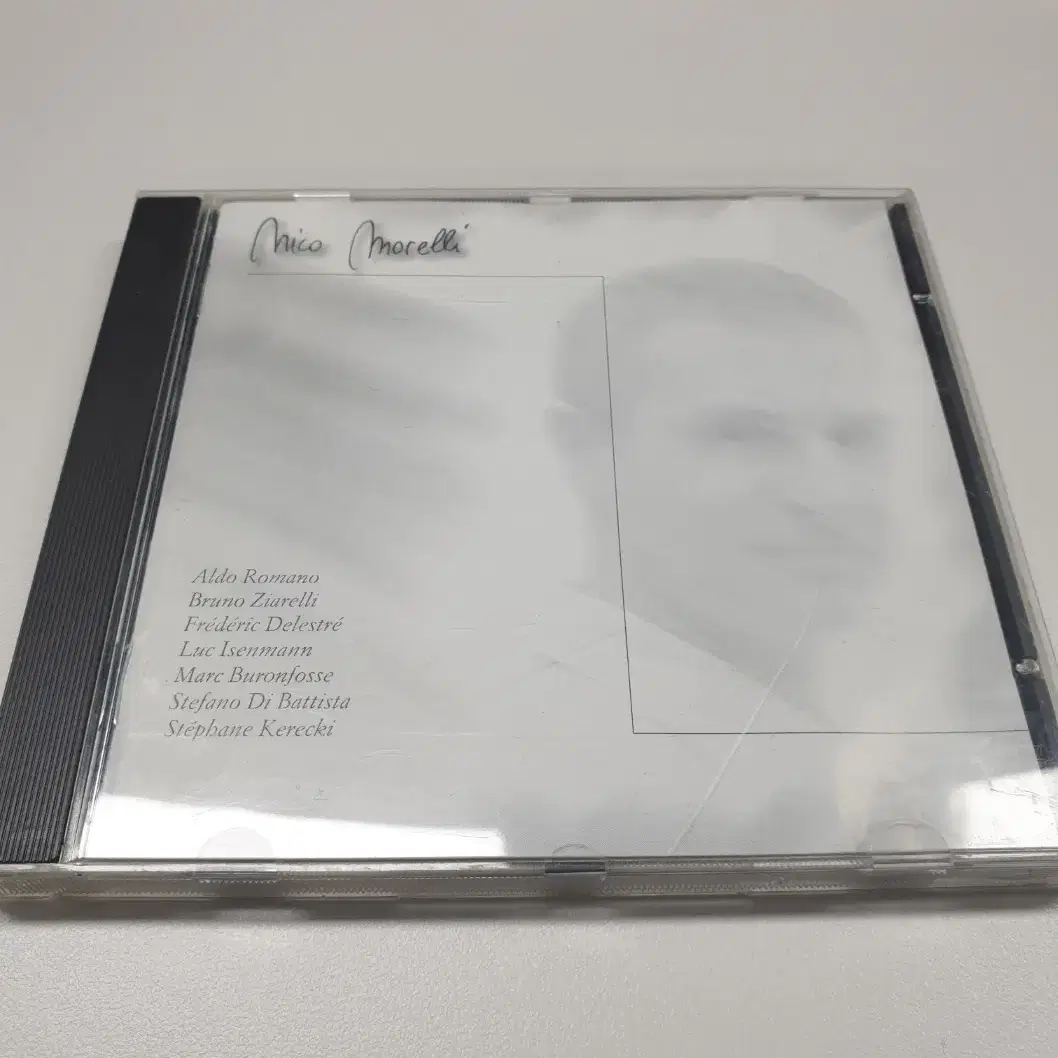 Nico Morelli
Aldo Romano
Bruno Ziarelli
Frédéric Delestré
Luc Isenmann
Marc Buronfosse
Stefano Di Battista
Stéphane Kerecki